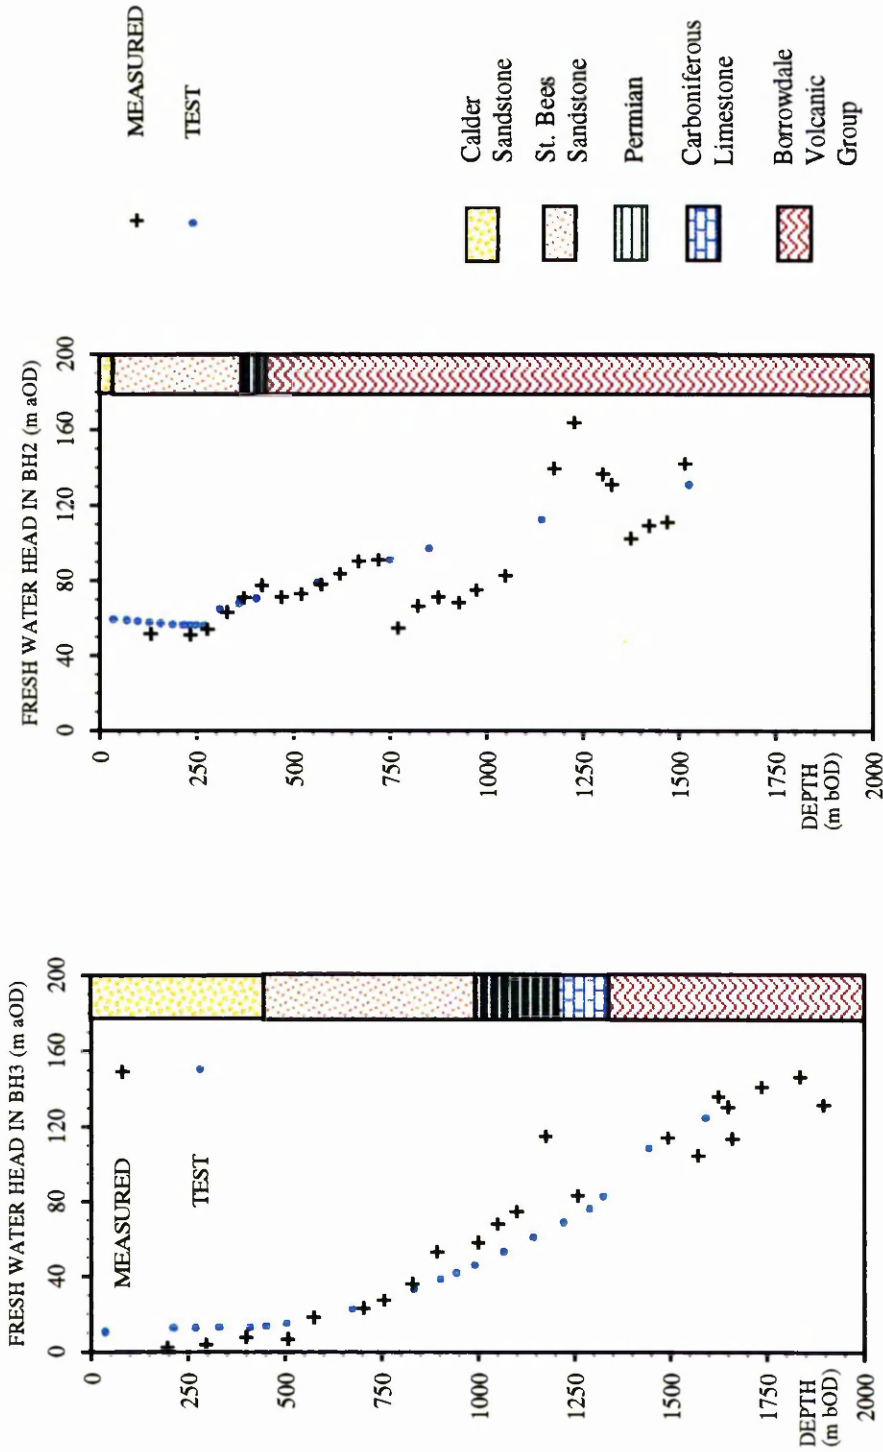 FRESH WATER HEAD IN BH3 (m aOD)
0
40
80
120
160
200
0
250
500
750
1000
1250
1500
1750
2000
DEPTH
(m bOD)
MEASURED
TEST
FRESH WATER HEAD IN BH2 (m aOD)
0
40
80
120
160
200
0
250
500
750
1000
1250
1500
1750
2000
DEPTH
(m bOD)
MEASURED
TEST
Calder
Sandstone
St. Bees
Sandstone
Permian
Carboniferous
Limestone
Borrowdale
Volcanic
Group